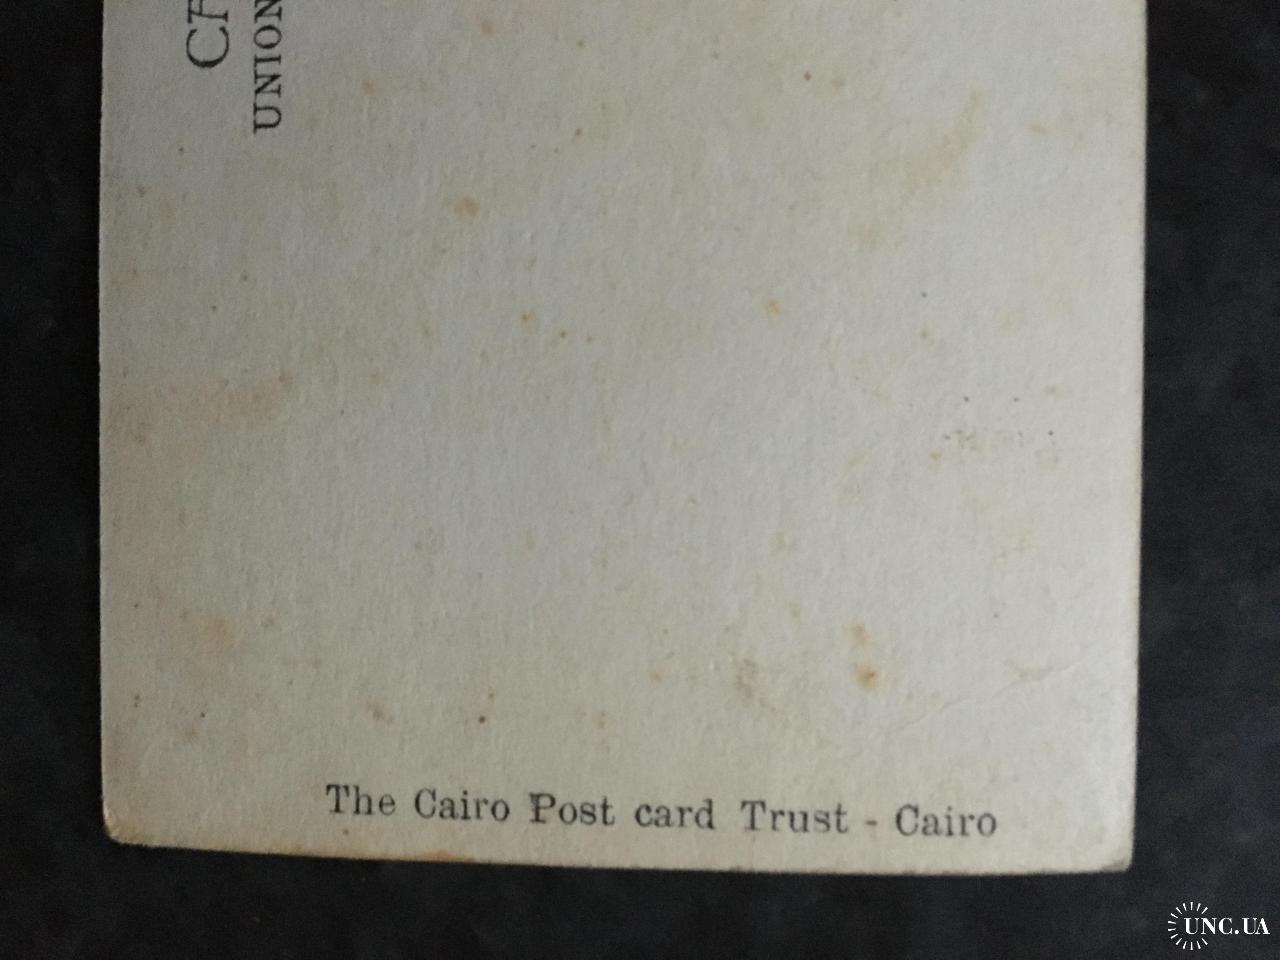 UNION
The Cairo Post card Trust - Cairo
UNC.UA